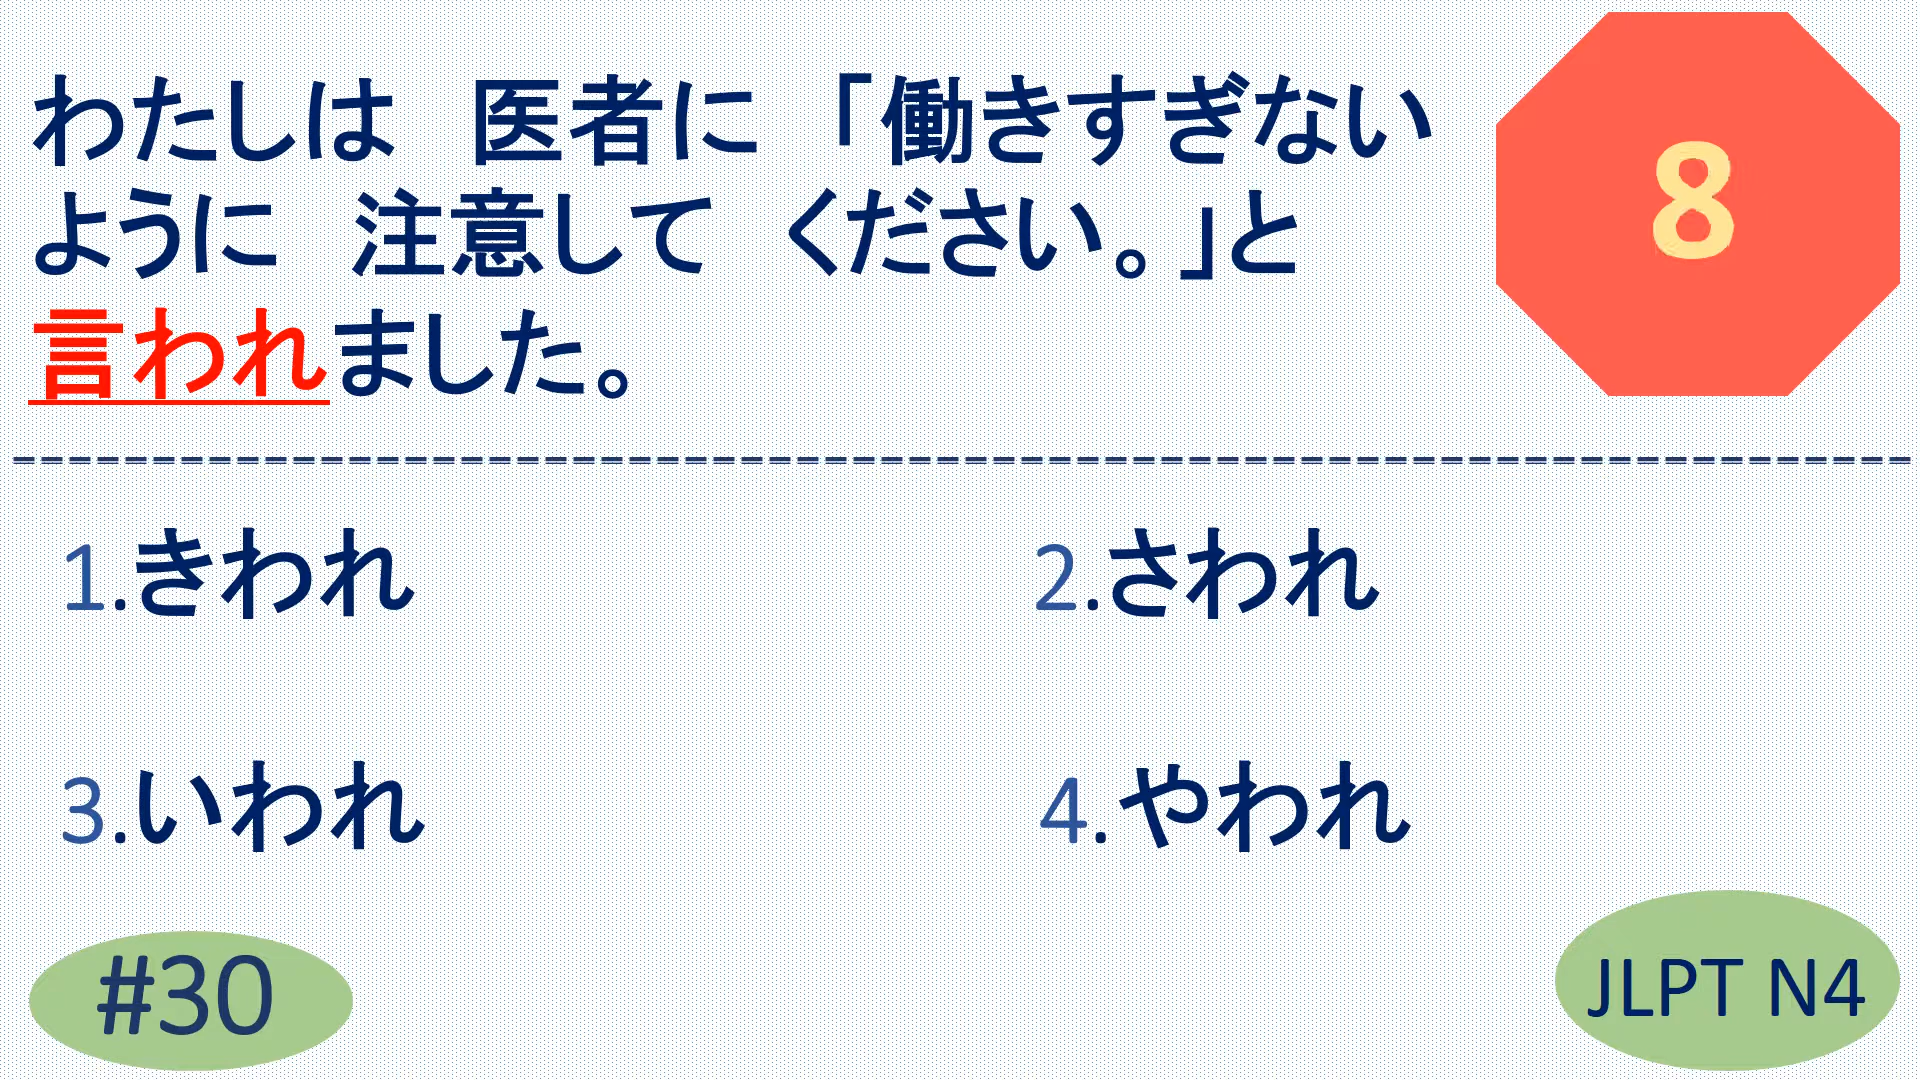 わたしは　医者に　「働きすぎない
ように　注意して　ください。」と
言われました。
8
1.きわれ
2.さわれ
3.いわれ
4.やわれ
#30
JLPT N4